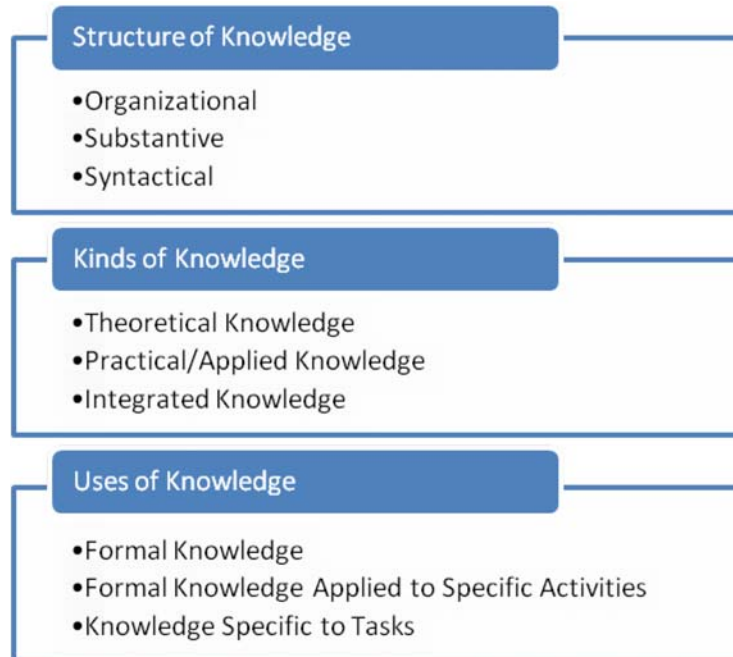 Structure of Knowledge
•Organizational
•Substantive
•Syntactical
Kinds of Knowledge
•Theoretical Knowledge
•Practical/Applied Knowledge
•Integrated Knowledge
Uses of Knowledge
•Formal Knowledge
•Formal Knowledge Applied to Specific Activities
•Knowledge Specific to Tasks